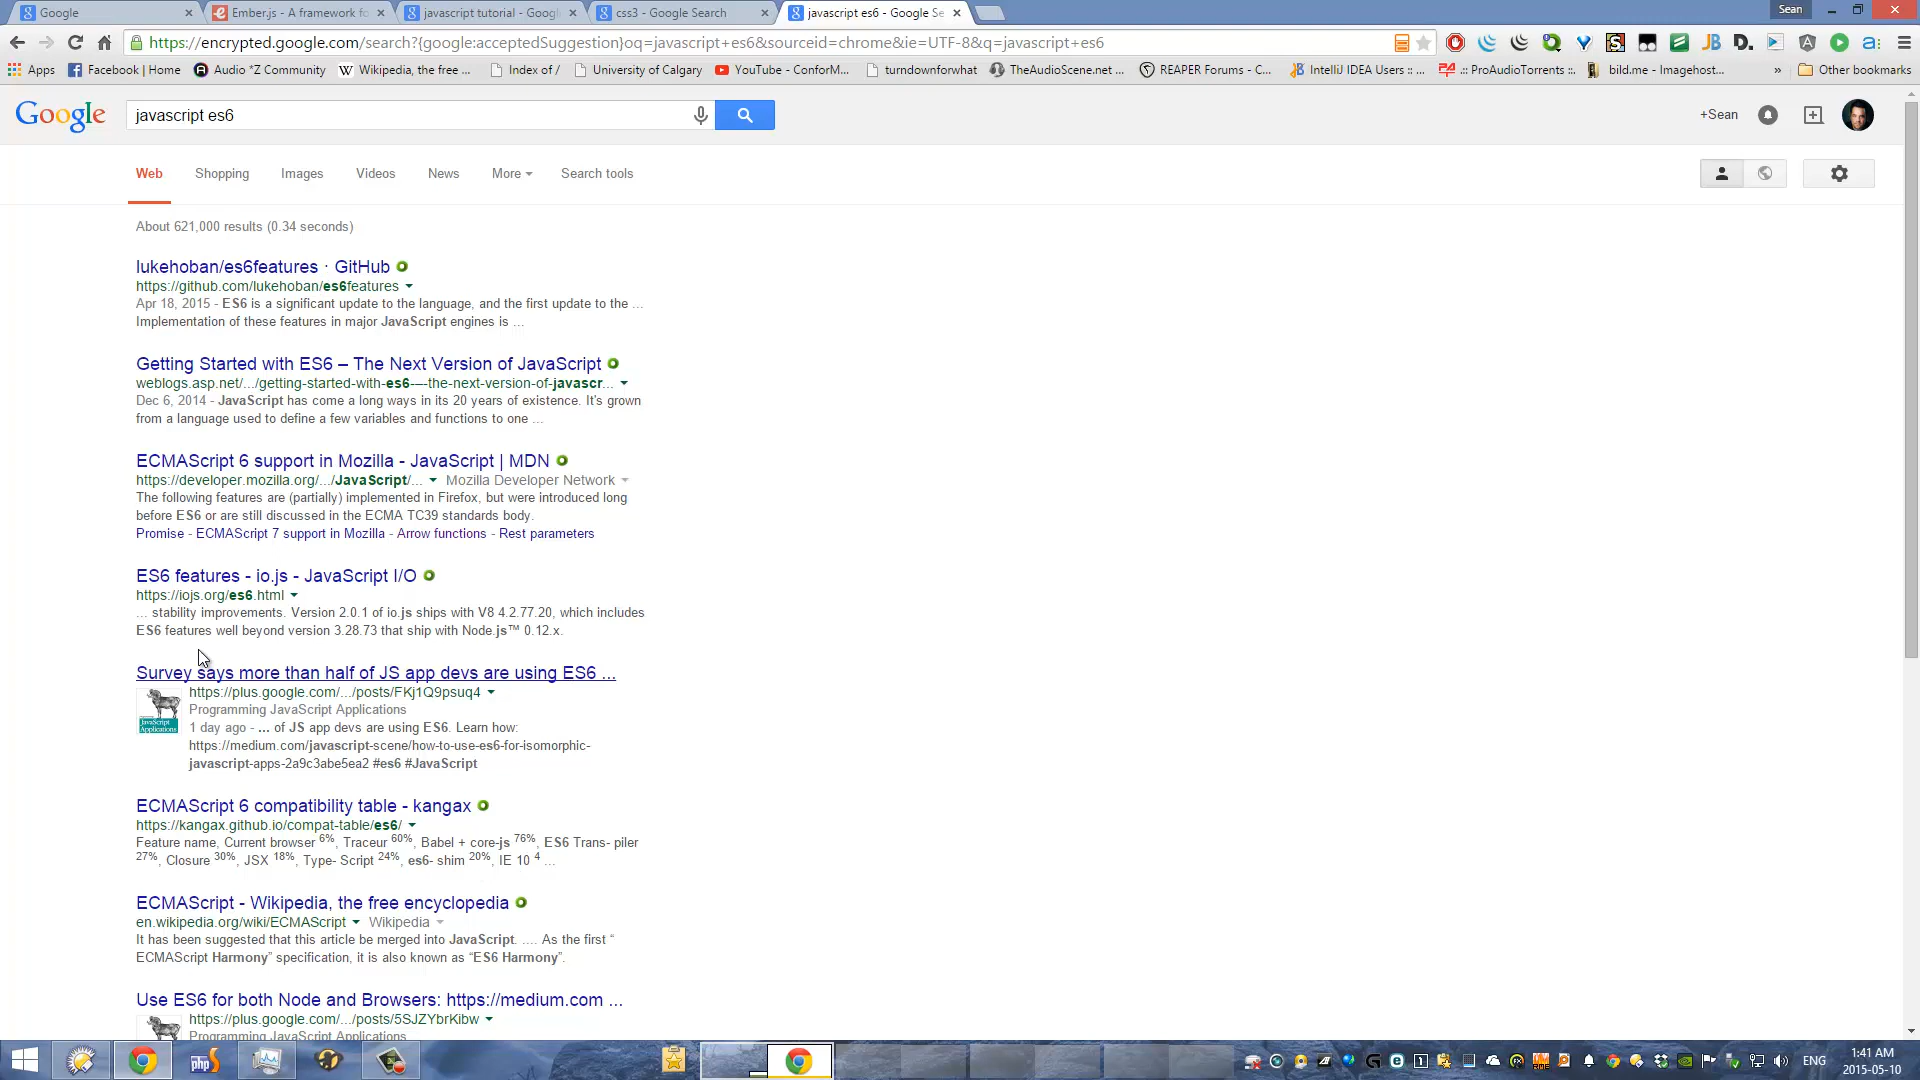 Google
Ember.js - A framework fo
javascript tutorial - Googl
css3 - Google Search
javascript es6 - Google Se
Sean
https://encrypted.google.com/search?{google:acceptedSuggestion}oq=javascript+es6&sourceid=chrome&ie=UTF-8&q=javascript+es6
Apps
Facebook | Home
Audio *Z Community
Wikipedia, the free ...
Index of /
University of Calgary
YouTube - ConforM...
turndownforwhat
TheAudioScene.net ...
REAPER Forums - C...
IntelliJ IDEA Users :: ...
.:: ProAudioTorrents ::.
bild.me - Imagehost...
»
Other bookmarks
Google
javascript es6
+Sean
Web
Shopping
Images
Videos
News
More
Search tools
About 621,000 results (0.34 seconds)
lukehoban/es6features · GitHub
https://github.com/lukehoban/es6features
Apr 18, 2015 - ES6 is a significant update to the language, and the first update to the ...
Implementation of these features in major JavaScript engines is ...
Getting Started with ES6 – The Next Version of JavaScript
weblogs.asp.net/.../getting-started-with-es6-–-the-next-version-of-javascr...
Dec 6, 2014 - JavaScript has come a long ways in its 20 years of existence. It's grown
from a language used to define a few variables and functions to one ...
ECMAScript 6 support in Mozilla - JavaScript | MDN
https://developer.mozilla.org/.../JavaScript/... Mozilla Developer Network
The following features are (partially) implemented in Firefox, but were introduced long
before ES6 or are still discussed in the ECMA TC39 standards body.
Promise - ECMAScript 7 support in Mozilla - Arrow functions - Rest parameters
ES6 features - io.js - JavaScript I/O
https://iojs.org/es6.html
... stability improvements. Version 2.0.1 of io.js ships with V8 4.2.77.20, which includes
ES6 features well beyond version 3.28.73 that ship with Node.js™ 0.12.x.
Survey says more than half of JS app devs are using ES6 ...
https://plus.google.com/.../posts/FKj1Q9psuq4
Programming JavaScript Applications
1 day ago - ... of JS app devs are using ES6. Learn how:
https://medium.com/javascript-scene/how-to-use-es6-for-isomorphic-
javascript-apps-2a9c3abe5ea2 #es6 #JavaScript
JavaScript
Applications
ECMAScript 6 compatibility table - kangax
https://kangax.github.io/compat-table/es6/
Feature name, Current browser 6%, Traceur 60%, Babel + core-js 76%, ES6 Trans- piler
27%, Closure 30%, JSX 18%, Type- Script 24%, es6- shim 20%, IE 10 4 ...
ECMAScript - Wikipedia, the free encyclopedia
en.wikipedia.org/wiki/ECMAScript Wikipedia
It has been suggested that this article be merged into JavaScript. .... As the first “
ECMAScript Harmony” specification, it is also known as “ES6 Harmony”.
Use ES6 for both Node and Browsers: https://medium.com ...
https://plus.google.com/.../posts/5SJZYbrKibw
Programming JavaScript Applications
ENG
1:41 AM
2015-05-10